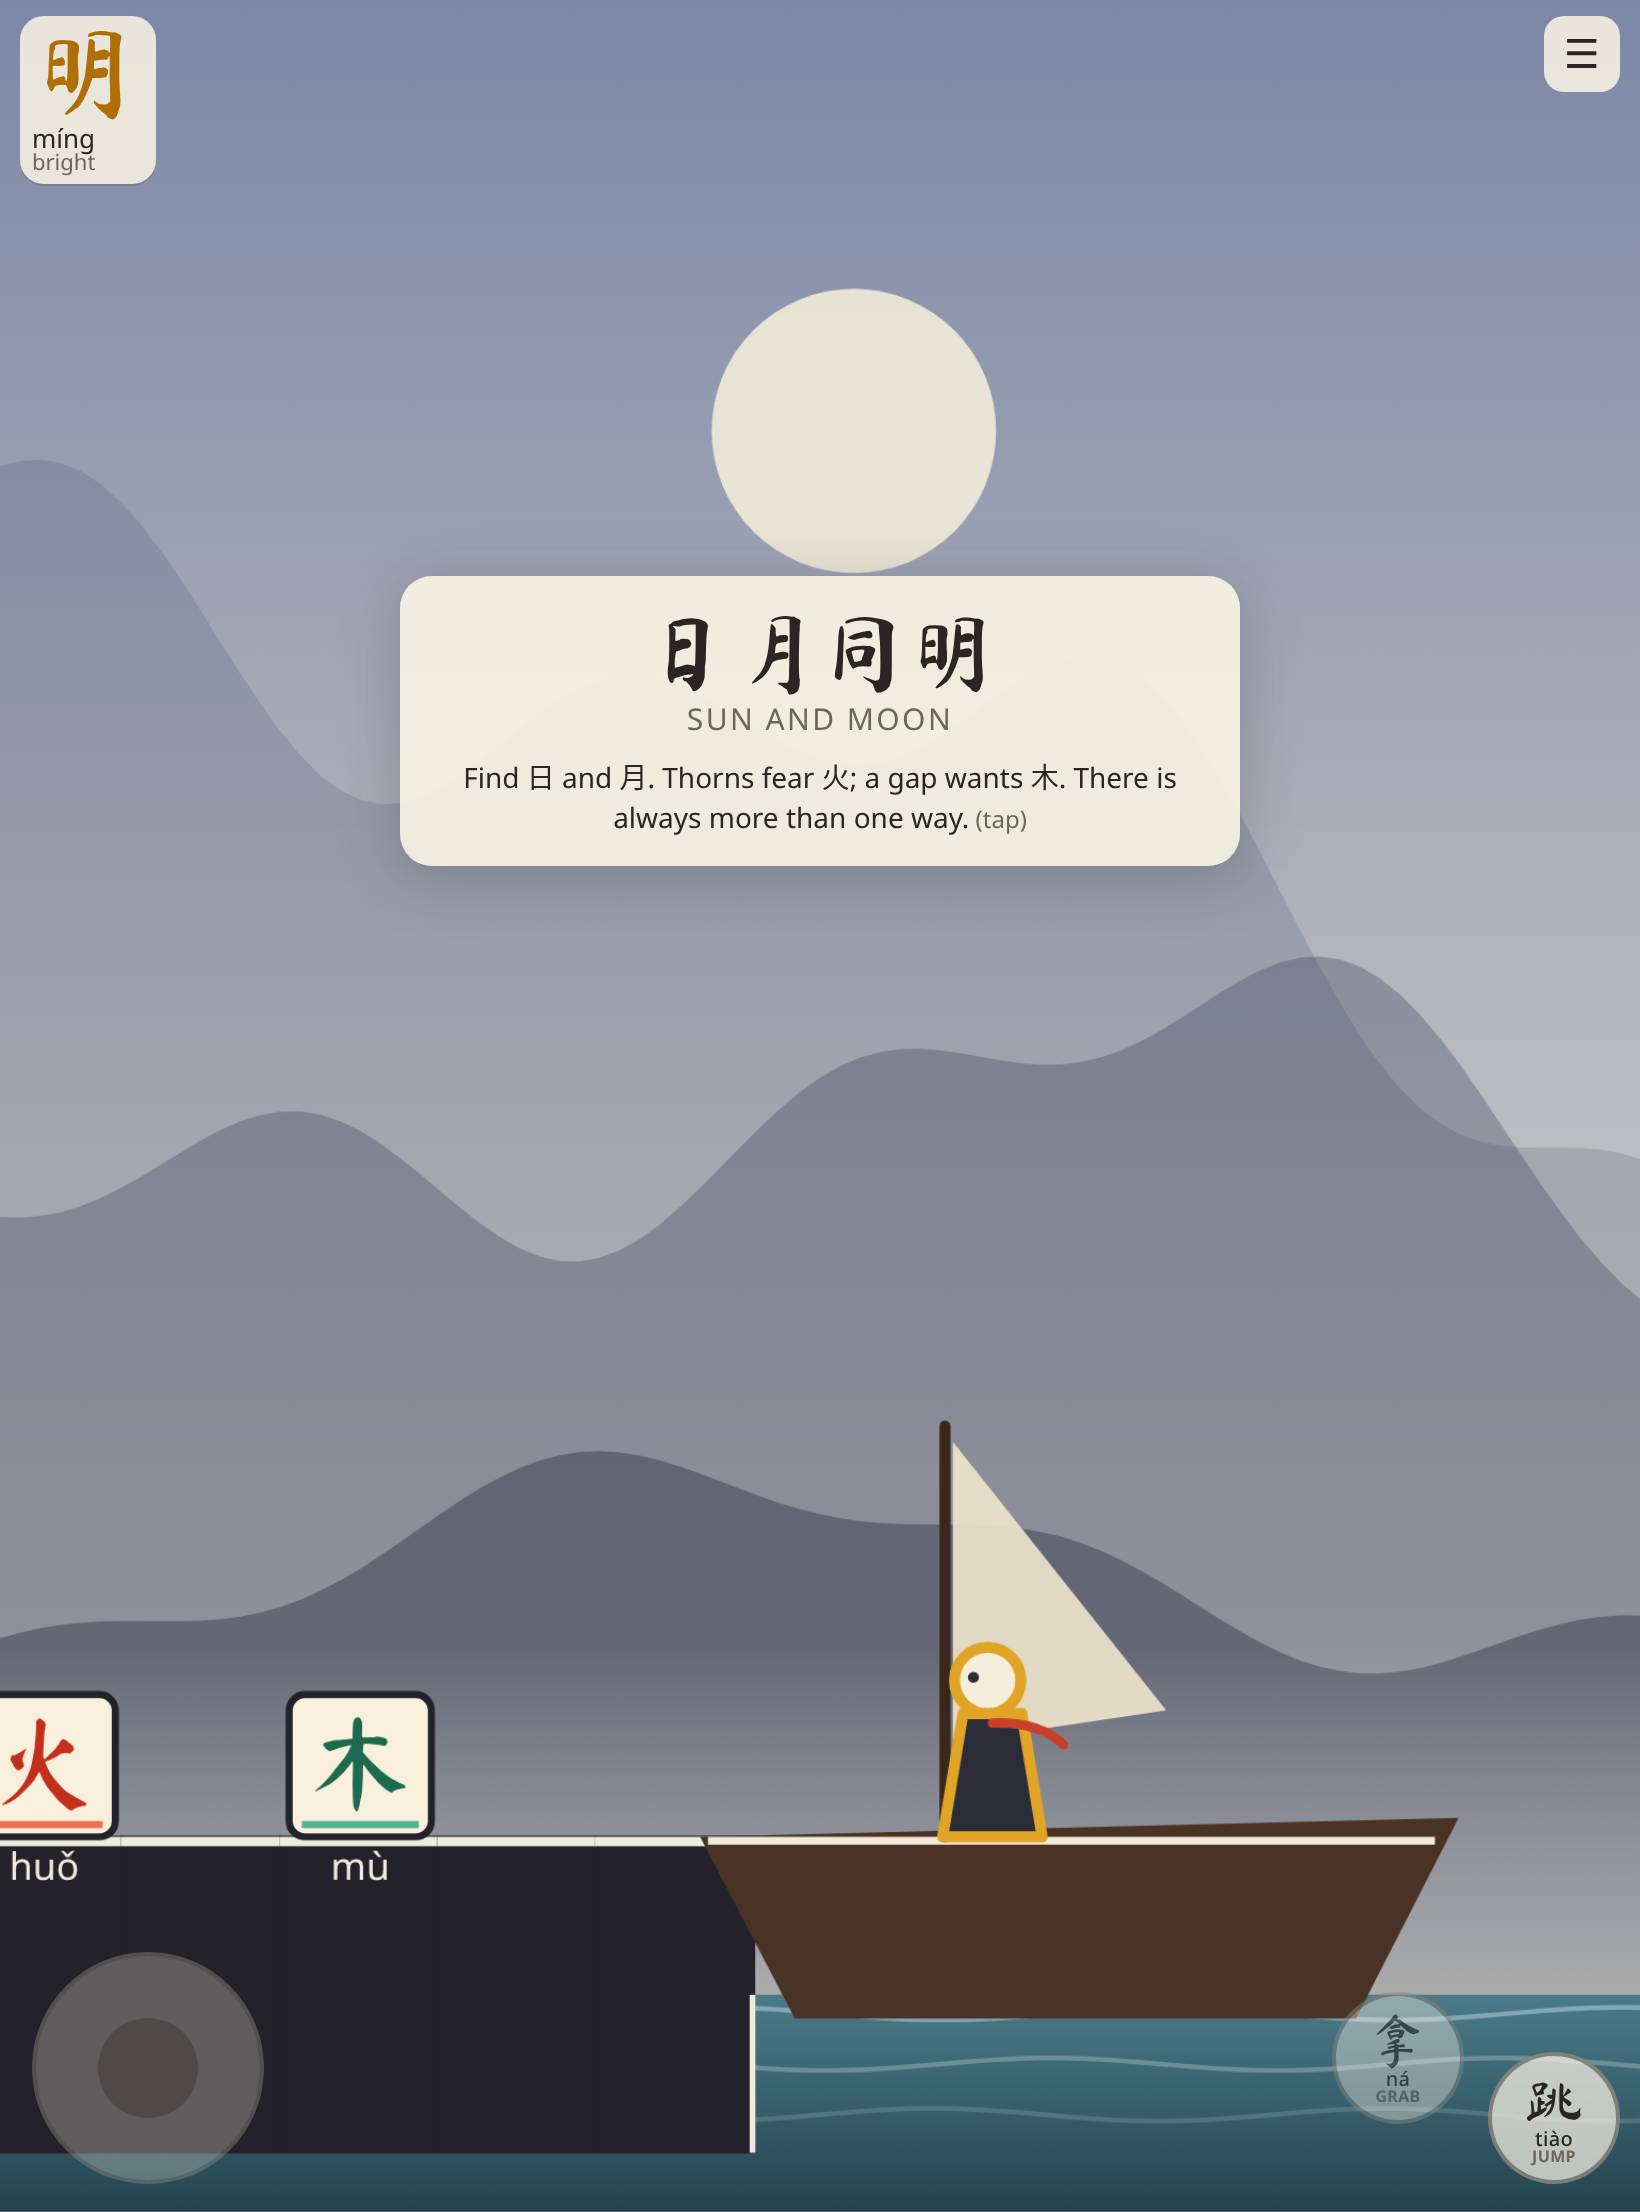 明
míng
bright
☰
日月同明
SUN AND MOON
Find 日 and 月. Thorns fear 火; a gap wants 木. There is
always more than one way. (tap)
火
huǒ
木
mù
拿
ná
GRAB
跳
tiào
JUMP